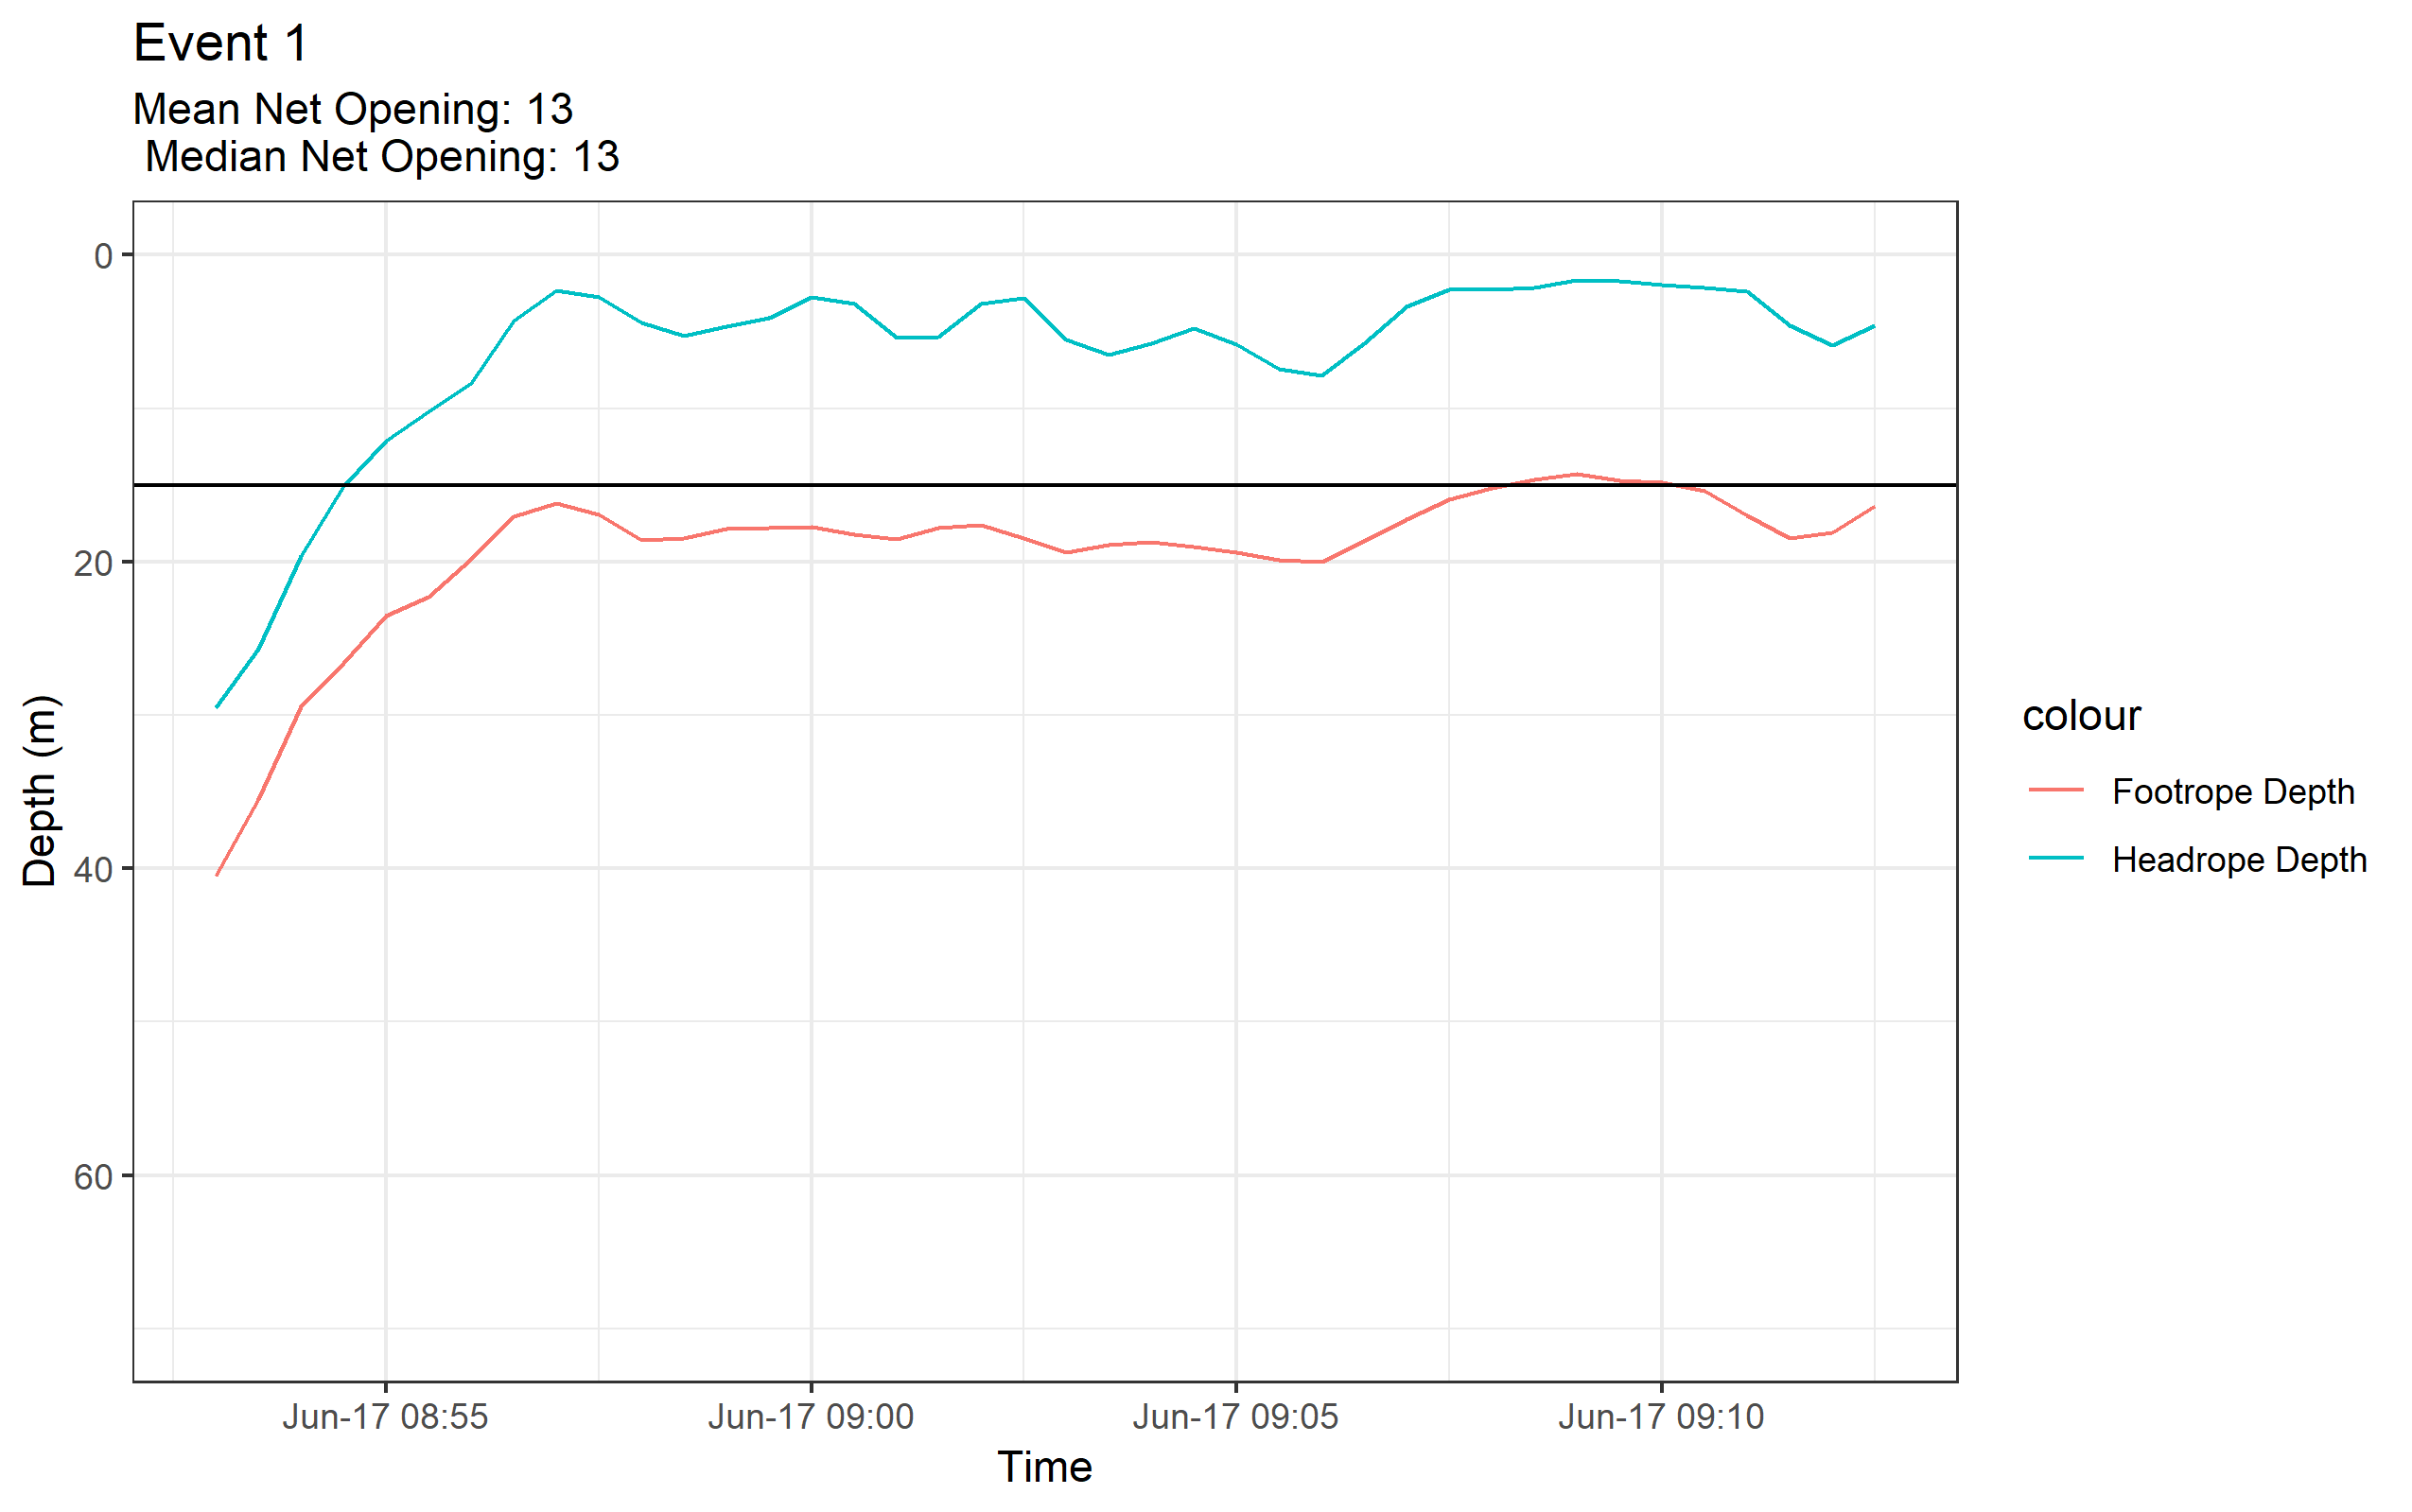 Event 1
Mean Net Opening: 13
Median Net Opening: 13
0
20
40
60
Depth (m)
Jun-17 08:55
Jun-17 09:00
Jun-17 09:05
Jun-17 09:10
Time
colour
Footrope Depth
Headrope Depth